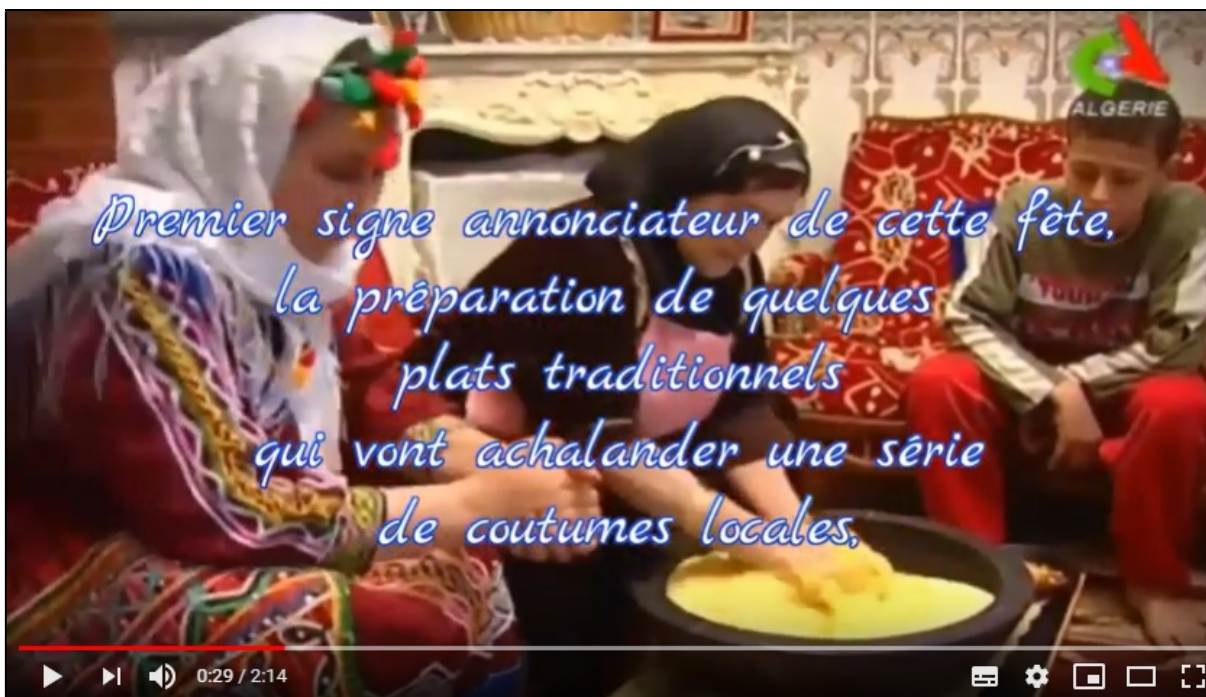 ALGERIE
Premier signe annonciateur de cette fête,
la préparation de quelques
plats traditionnels
qui vont achalander une série
de coutumes locales,
0:29 / 2:14